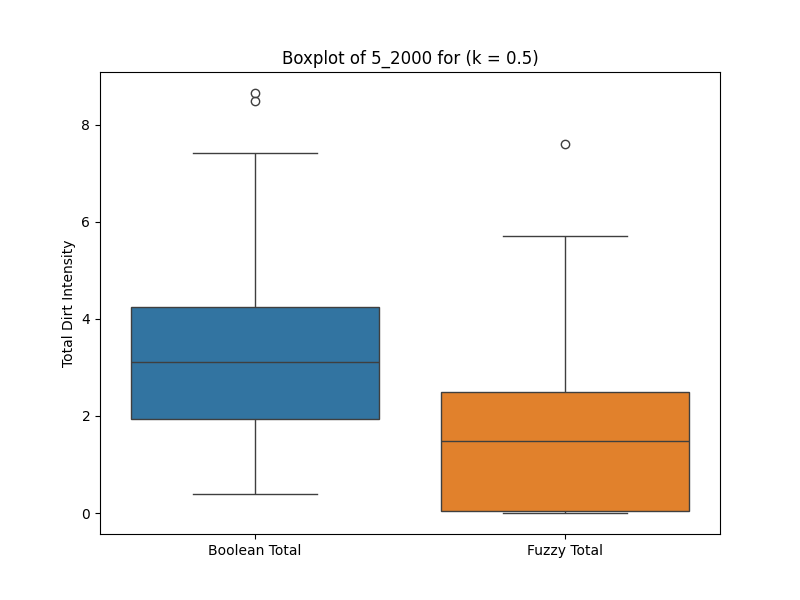 Boxplot of 5_2000 for (k = 0.5)
Total Dirt Intensity
8
6
4
2
0
Boolean Total
Fuzzy Total